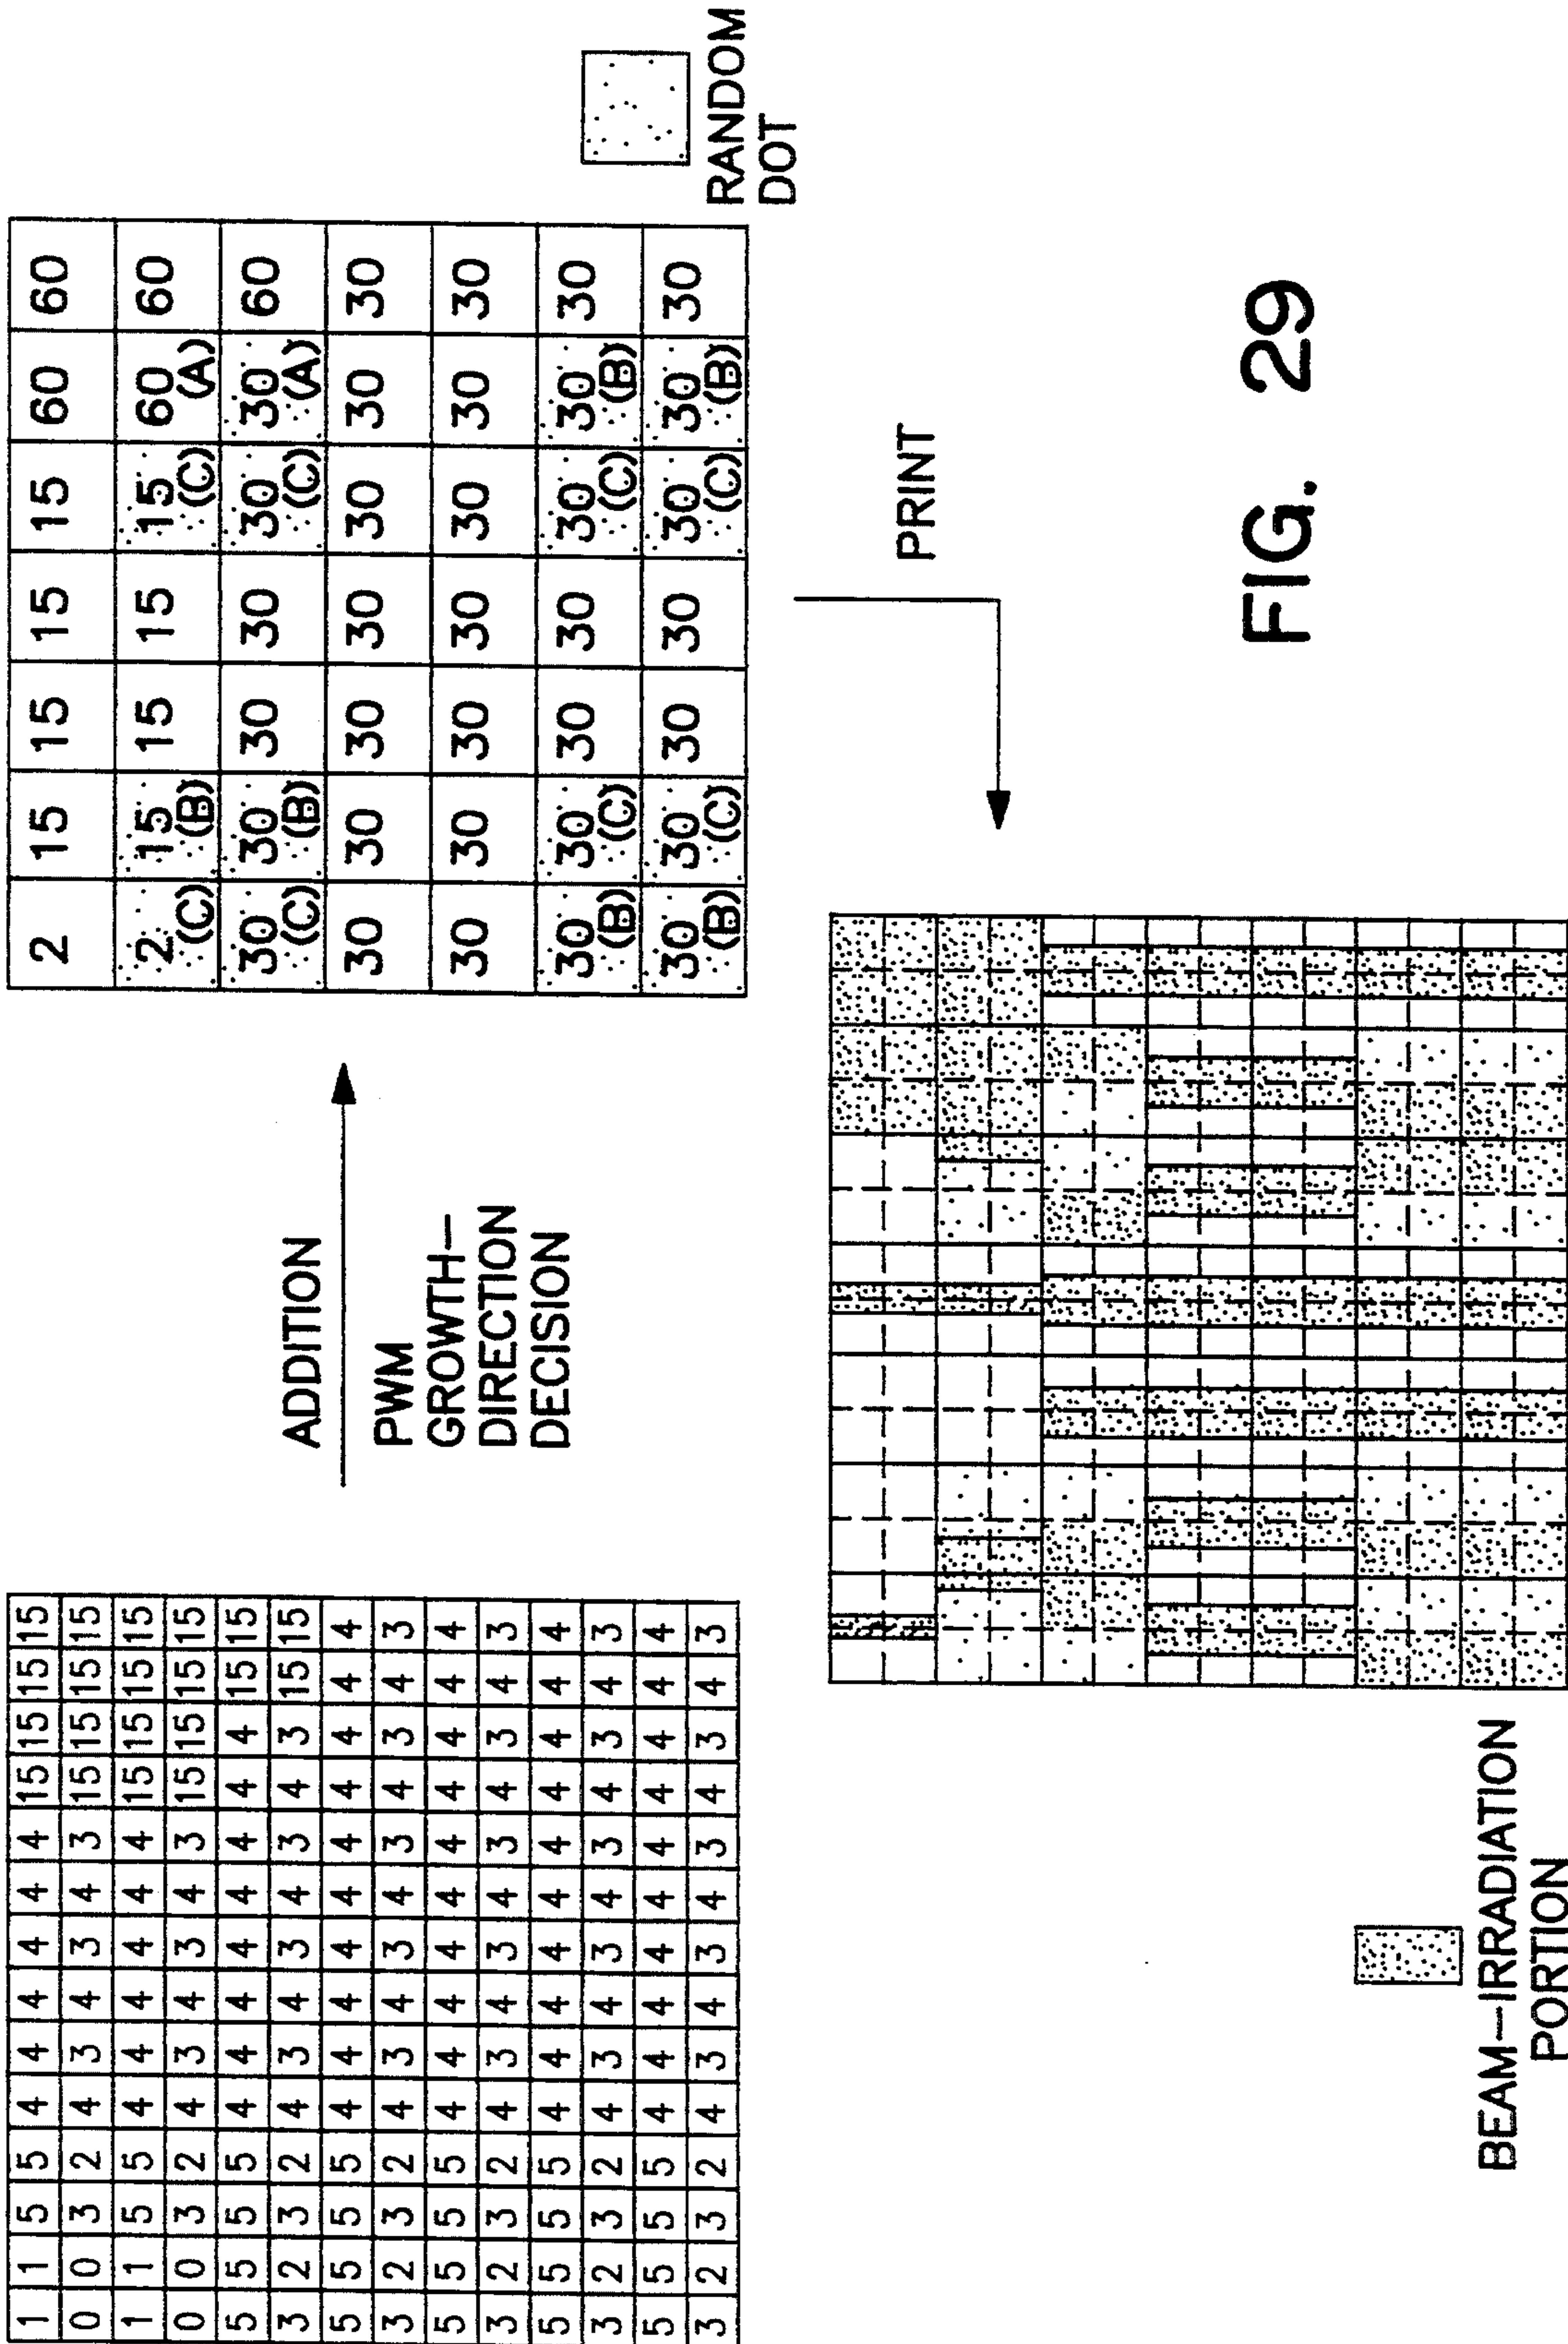 1 1 5 5 4 4 4 4 4 4 15 15 15 15
0 0 3 2 4 3 4 3 4 3 15 15 15 15
1 1 5 5 4 4 4 4 4 4 15 15 15 15
0 0 3 2 4 3 4 3 4 3 15 15 15 15
5 5 5 5 4 4 4 4 4 4 4 4 15 15
3 2 3 2 4 3 4 3 4 3 4 3 15 15
5 5 5 5 4 4 4 4 4 4 4 4 4 4
3 2 3 2 4 3 4 3 4 3 4 3 4 3
5 5 5 5 4 4 4 4 4 4 4 4 4 4
3 2 3 2 4 3 4 3 4 3 4 3 4 3
5 5 5 5 4 4 4 4 4 4 4 4 4 4
3 2 3 2 4 3 4 3 4 3 4 3 4 3
5 5 5 5 4 4 4 4 4 4 4 4 4 4
3 2 3 2 4 3 4 3 4 3 4 3 4 3
ADDITION
PWM
GROWTH-
DIRECTION
DECISION
2 15 15 15 15 60 60
2 15 15 15 15 60 60
(C) (B) (C) (A)
30 30 30 30 30 30 60
(C) (B) (C) (A)
30 30 30 30 30 30 30
30 30 30 30 30 30 30
30 30 30 30 30 30 30
(B) (C) (C) (B)
30 30 30 30 30 30 30
(B) (C) (C) (B)
RANDOM
DOT
PRINT
BEAM-IRRADIATION
PORTION
FIG. 29